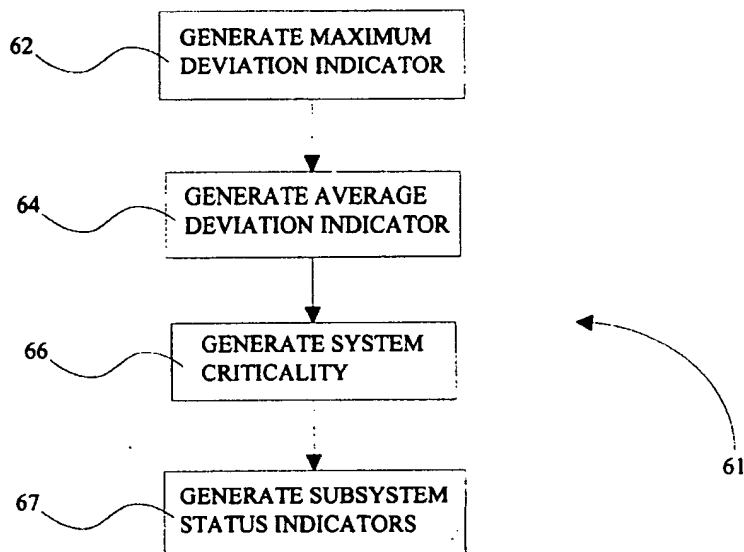 62
GENERATE MAXIMUM
DEVIATION INDICATOR
64
GENERATE AVERAGE
DEVIATION INDICATOR
66
GENERATE SYSTEM
CRITICALITY
61
67
GENERATE SUBSYSTEM
STATUS INDICATORS